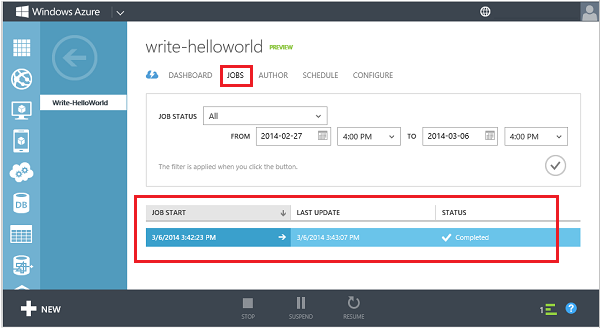 Windows Azure
write-helloworld PREVIEW
DASHBOARD JOBS AUTHOR SCHEDULE CONFIGURE
Write-HelloWorld
JOB STATUS All
FROM 2014-02-27 4:00 PM TO 2014-03-06 4:00 PM
The filter is applied when you click the button.
JOB START LAST UPDATE STATUS
3/6/2014 3:42:23 PM 3/6/2014 3:43:07 PM Completed
DB
NEW STOP SUSPEND RESUME 1 ?